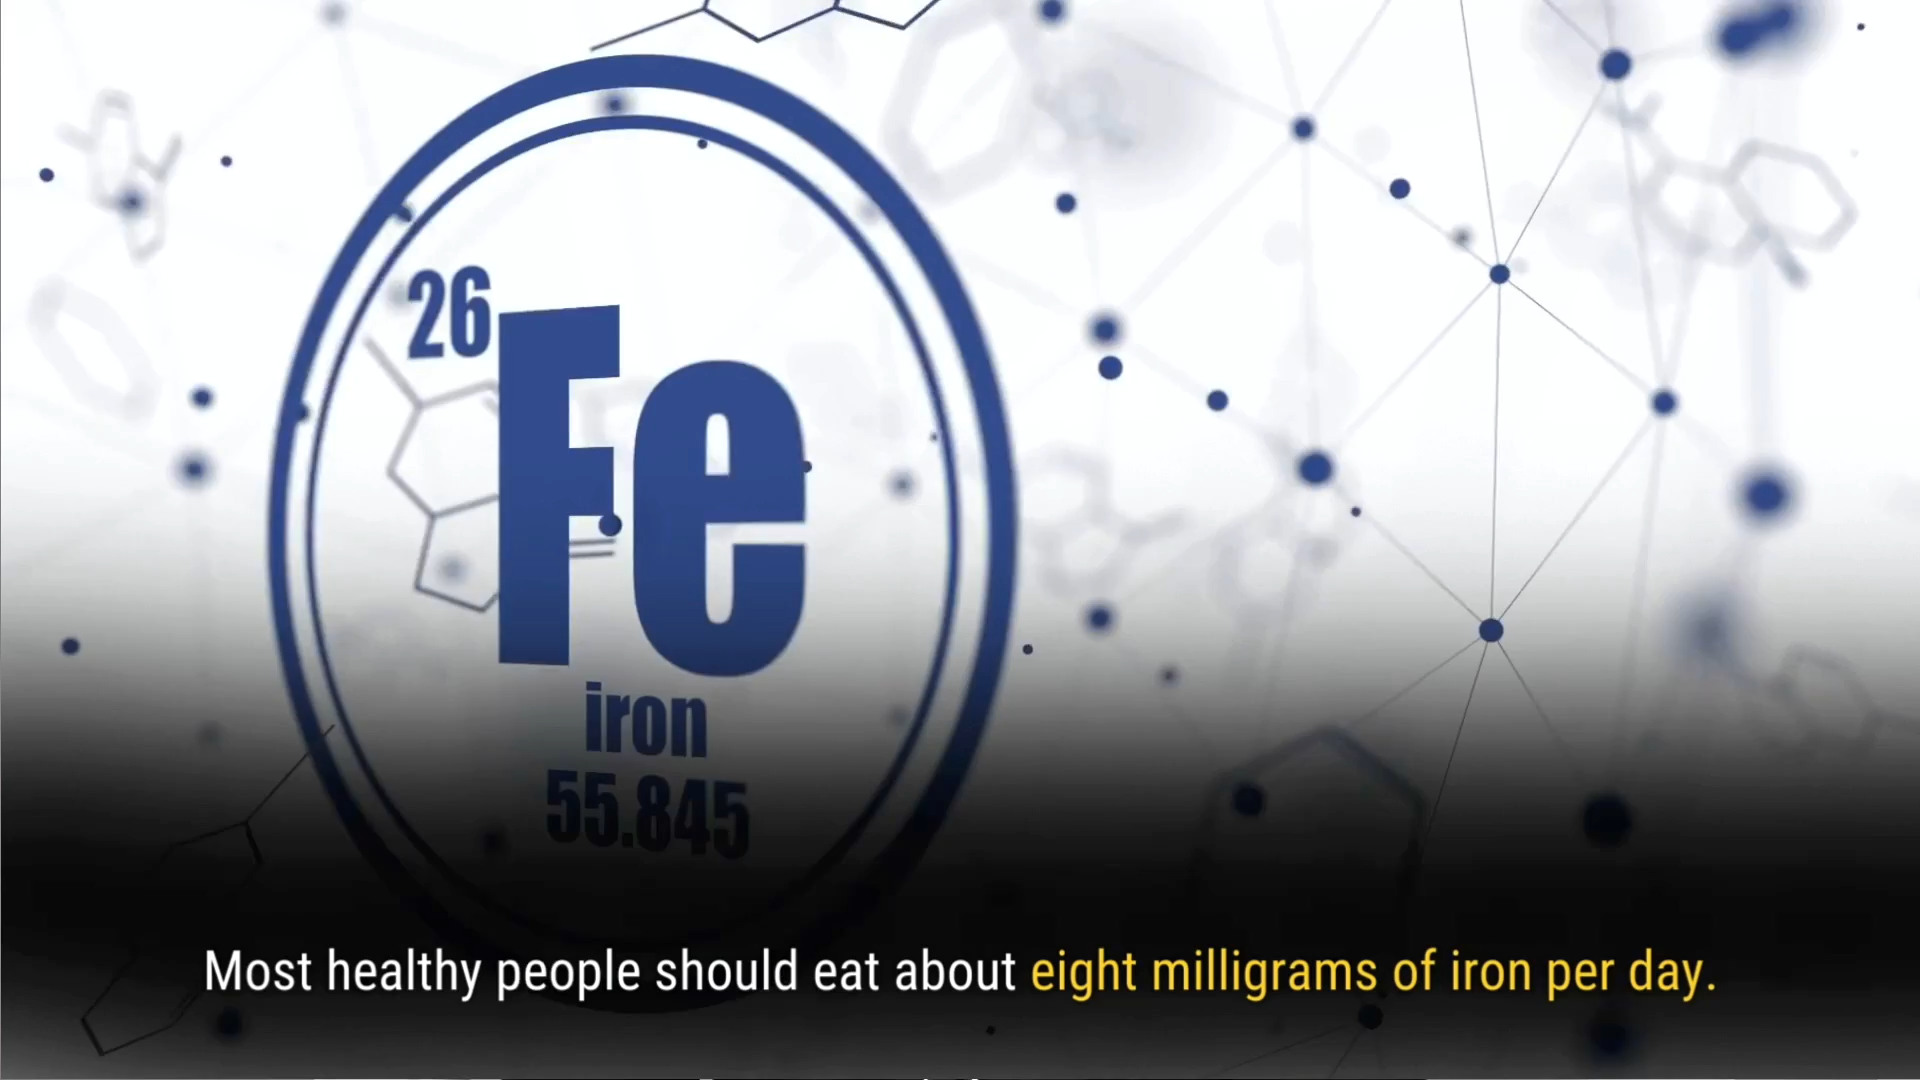 26
Fe
iron
55.845
Most healthy people should eat about eight milligrams of iron per day.